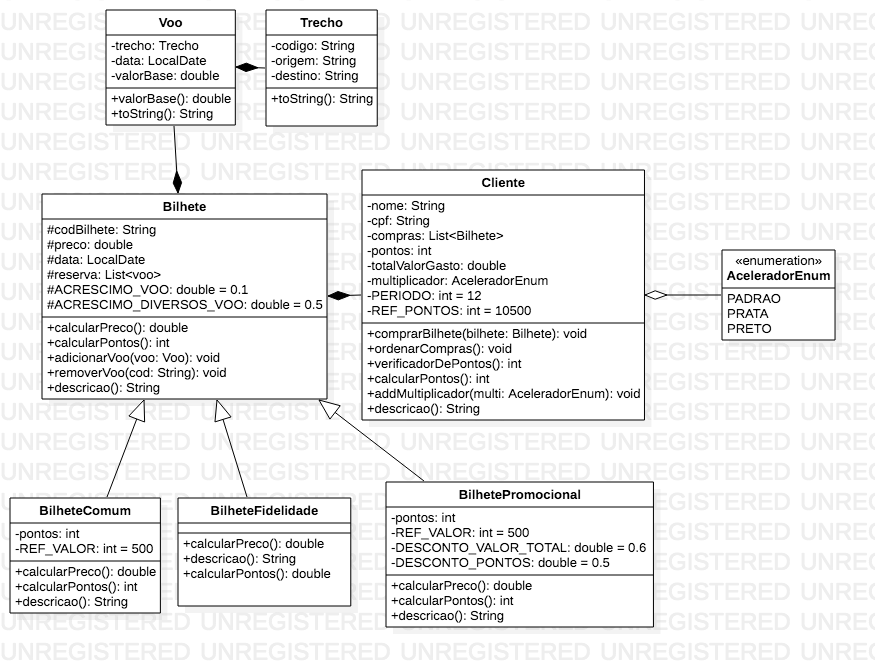 Voo
-trecho: Trecho
-data: LocalDate
-valorBase: double
+valorBase(): double
+toString(): String
Trecho
-codigo: String
-origem: String
-destino: String
+toString(): String
Bilhete
#codBilhete: String
#preco: double
#data: LocalDate
#reserva: List<voo>
#ACRESCIMO_VOO: double = 0.1
#ACRESCIMO_DIVERSOS_VOO: double = 0.5
+calcularPreco(): double
+calcularPontos(): int
+adicionarVoo(voo: Voo): void
+removerVoo(cod: String): void
+descricao(): String
Cliente
-nome: String
-cpf: String
-compras: List<Bilhete>
-pontos: int
-totalValorGasto: double
-multiplicador: AceleradorEnum
-PERIODO: int = 12
-REF_PONTOS: int = 10500
+comprarBilhete(bilhete: Bilhete): void
+ordenarCompras(): void
+verificadorDePontos(): int
+calcularPontos(): int
+addMultiplicador(multi: AceleradorEnum): void
+descricao(): String
«enumeration»
AceleradorEnum
PADRAO
PRATA
PRETO
BilheteComum
-pontos: int
-REF_VALOR: int = 500
+calcularPreco(): double
+calcularPontos(): int
+descricao(): String
BilheteFidelidade
+calcularPreco(): double
+descricao(): String
+calcularPontos(): double
BilhetePromocional
-pontos: int
-REF_VALOR: int = 500
-DESCONTO_VALOR_TOTAL: double = 0.6
-DESCONTO_PONTOS: double = 0.5
+calcularPreco(): double
+calcularPontos(): int
+descricao(): String
UNREGISTERED